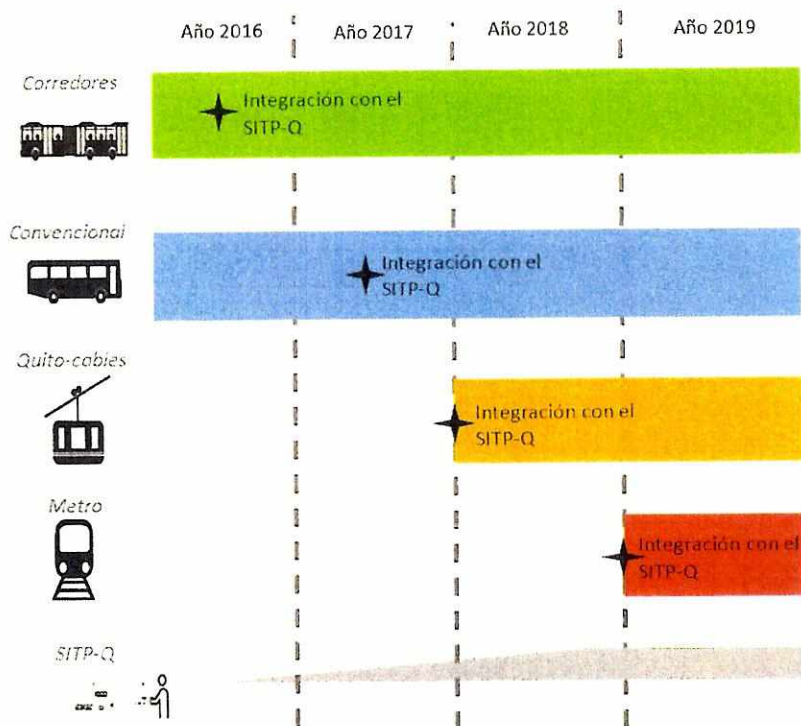 Año 2016 Año 2017 Año 2018 Año 2019
Corredores
Integración con el
SITP-Q
Convencional
Integración con el
SITP-Q
Quito-cables
Integración con el
SITP-Q
Metro
Integración con el
SITP-Q
SITP-Q